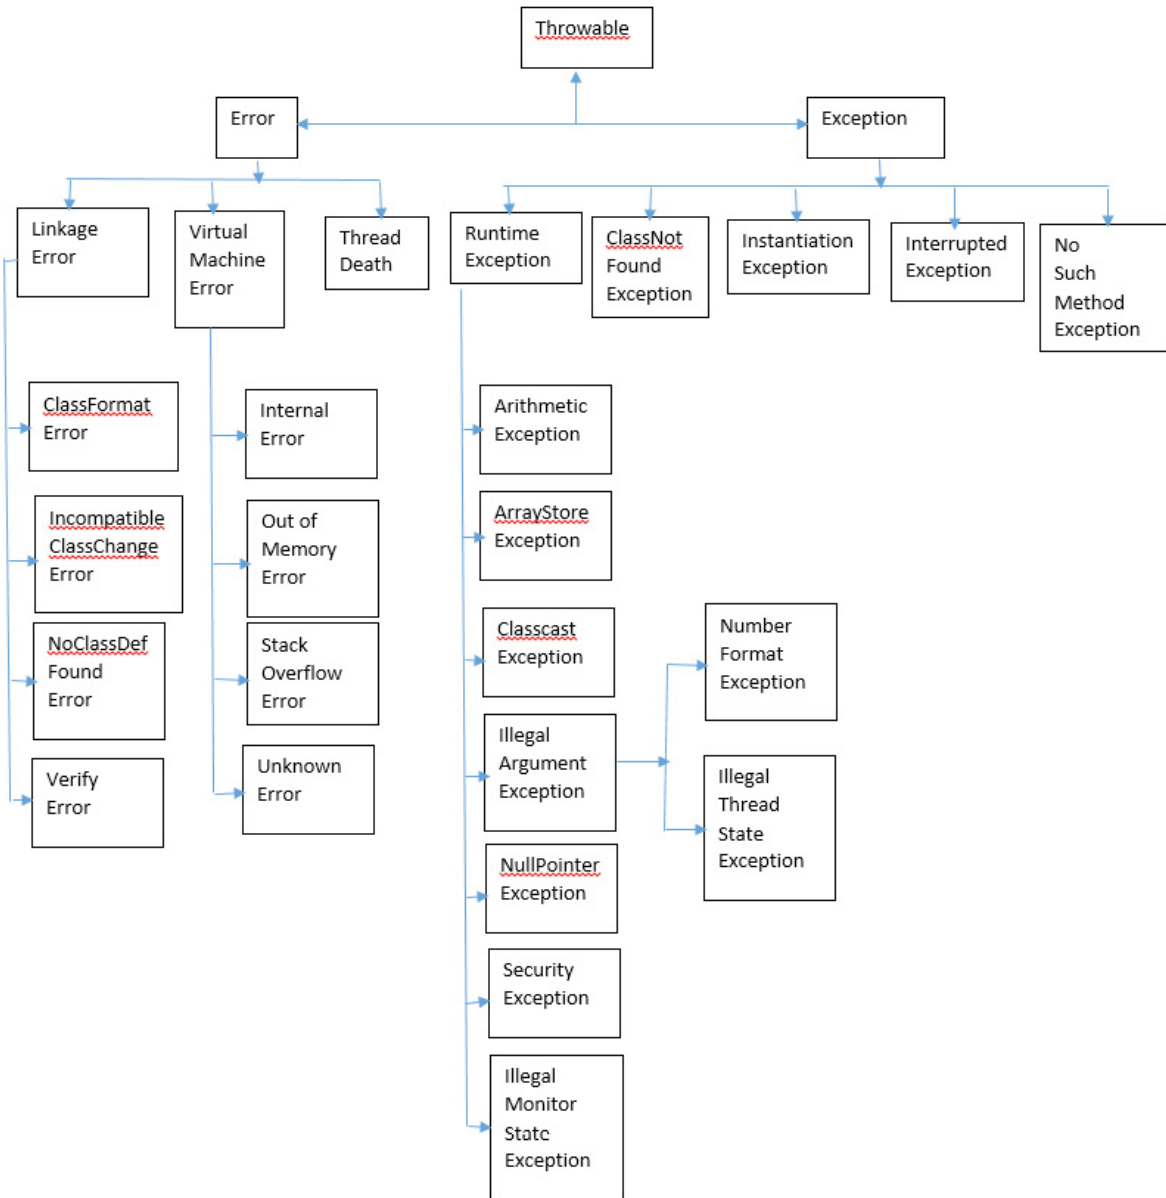 Throwable
Error
Exception
Linkage
Error
Virtual
Machine
Error
Thread
Death
Runtime
Exception
ClassNot
Found
Exception
Instantiation
Exception
Interrupted
Exception
No
Such
Method
Exception
ClassFormat
Error
Internal
Error
Arithmetic
Exception
Incompatible
ClassChange
Error
Out of
Memory
Error
ArrayStore
Exception
NoClassDef
Found
Error
Stack
Overflow
Error
Classcast
Exception
Number
Format
Exception
Verify
Error
Unknown
Error
Illegal
Argument
Exception
Illegal
Thread
State
Exception
NullPointer
Exception
Security
Exception
Illegal
Monitor
State
Exception